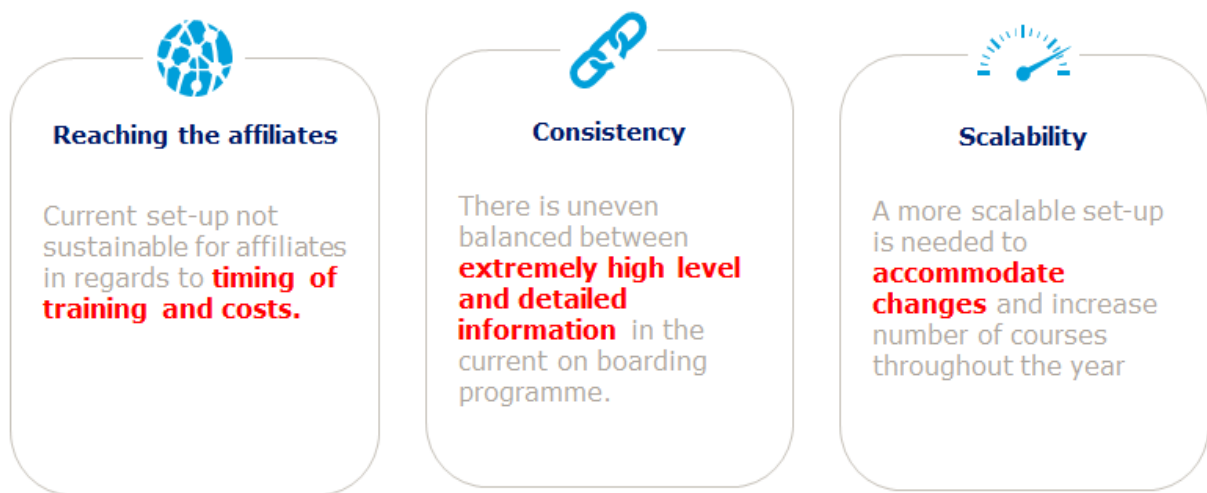 Reaching the affiliates
Current set-up not
sustainable for affiliates
in regards to timing of
training and costs.
Consistency
There is uneven
balanced between
extremely high level
and detailed
information in the
current on boarding
programme.
Scalability
A more scalable set-up
is needed to
accommodate
changes and increase
number of courses
throughout the year